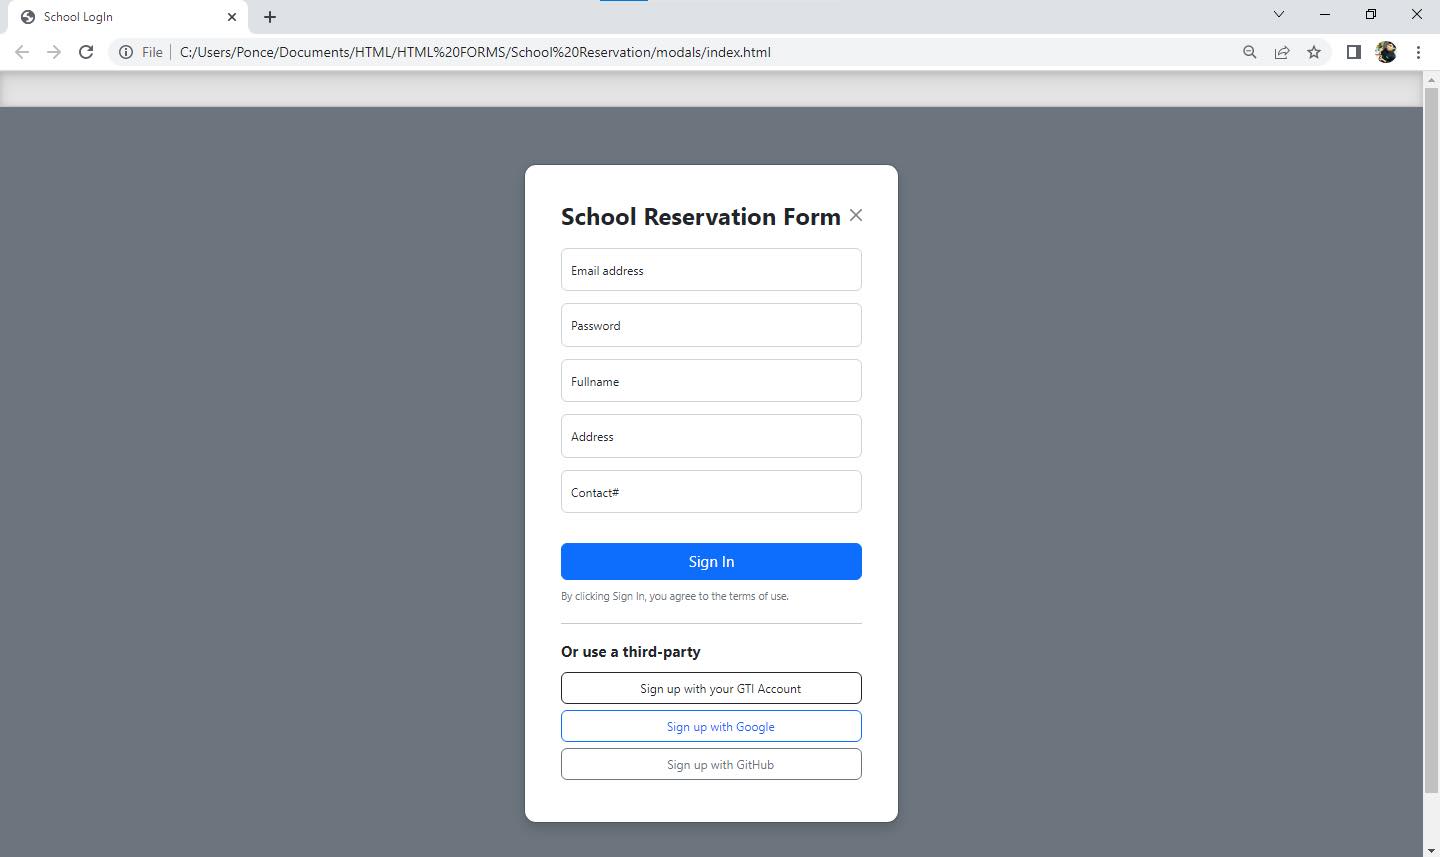 School LogIn
File | C:/Users/Ponce/Documents/HTML/HTML%20FORMS/School%20Reservation/modals/index.html
School Reservation Form
Email address
Password
Fullname
Address
Contact#
Sign In
By clicking Sign In, you agree to the terms of use.
Or use a third-party
Sign up with your GTI Account
Sign up with Google
Sign up with GitHub